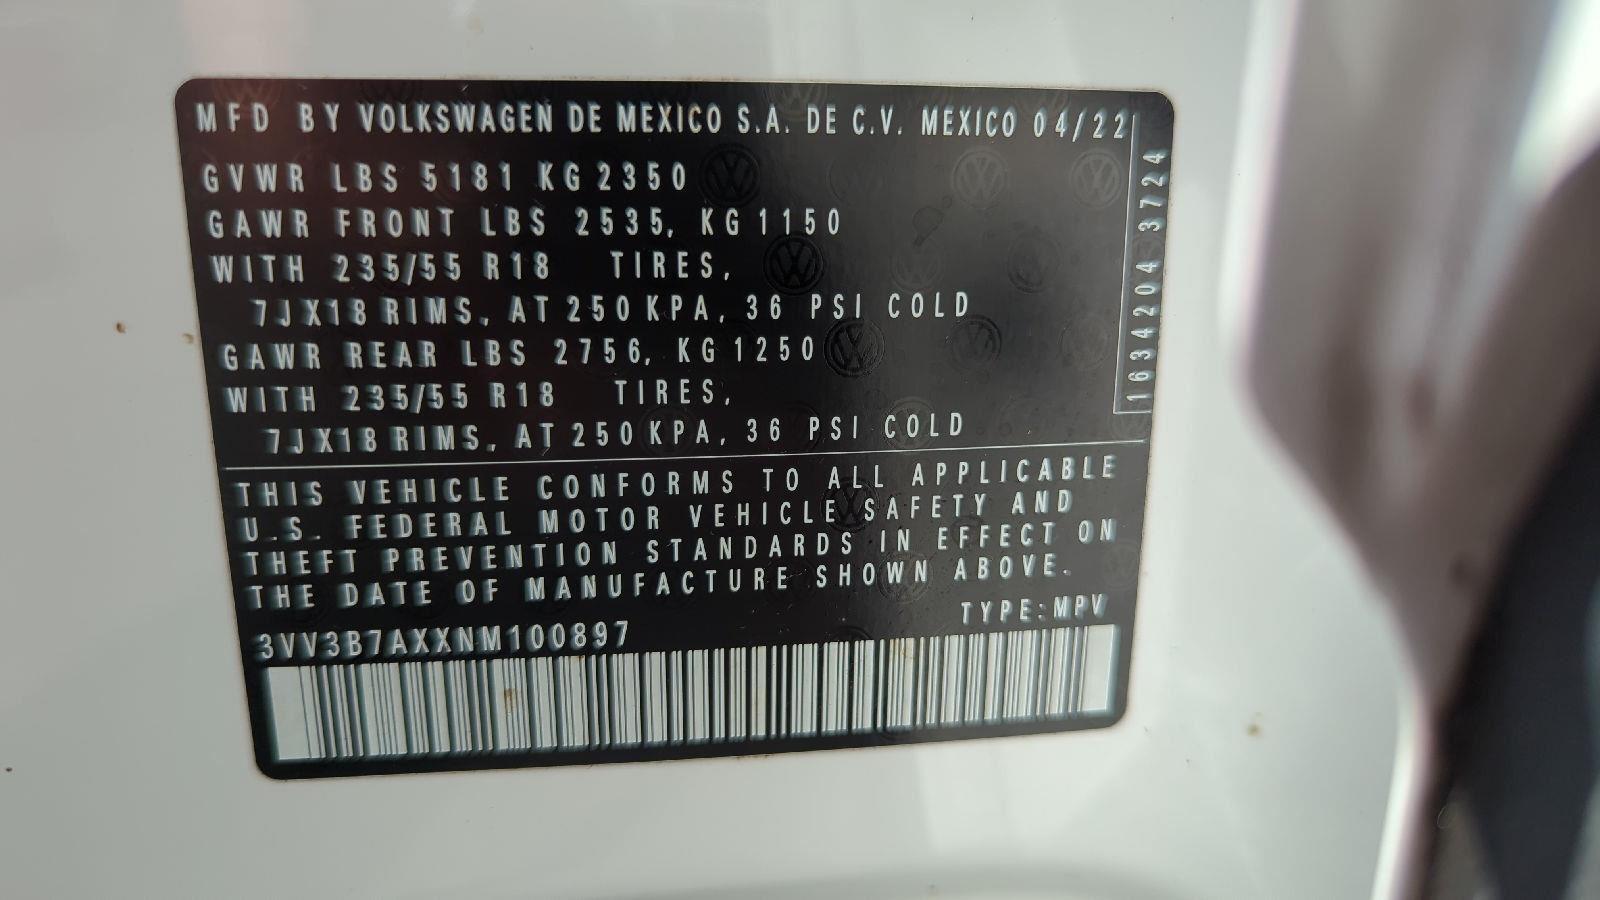 MFD BY VOLKSWAGEN DE MEXICO S.A. DE C.V. MEXICO 04/22
GVWR LBS 5181 KG 2350
GAWR FRONT LBS 2535, KG 1150
WITH 235/55 R18 TIRES,
7JX18 RIMS, AT 250 KPA, 36 PSI COLD
GAWR REAR LBS 2756, KG 1250
WITH 235/55 R18 TIRES,
7JX18 RIMS, AT 250 KPA, 36 PSI COLD
1634204 3724
THIS VEHICLE CONFORMS TO ALL APPLICABLE
U.S. FEDERAL MOTOR VEHICLE SAFETY AND
THEFT PREVENTION STANDARDS IN EFFECT ON
THE DATE OF MANUFACTURE SHOWN ABOVE.
TYPE:MPV
3VV3B7AXXNM100897